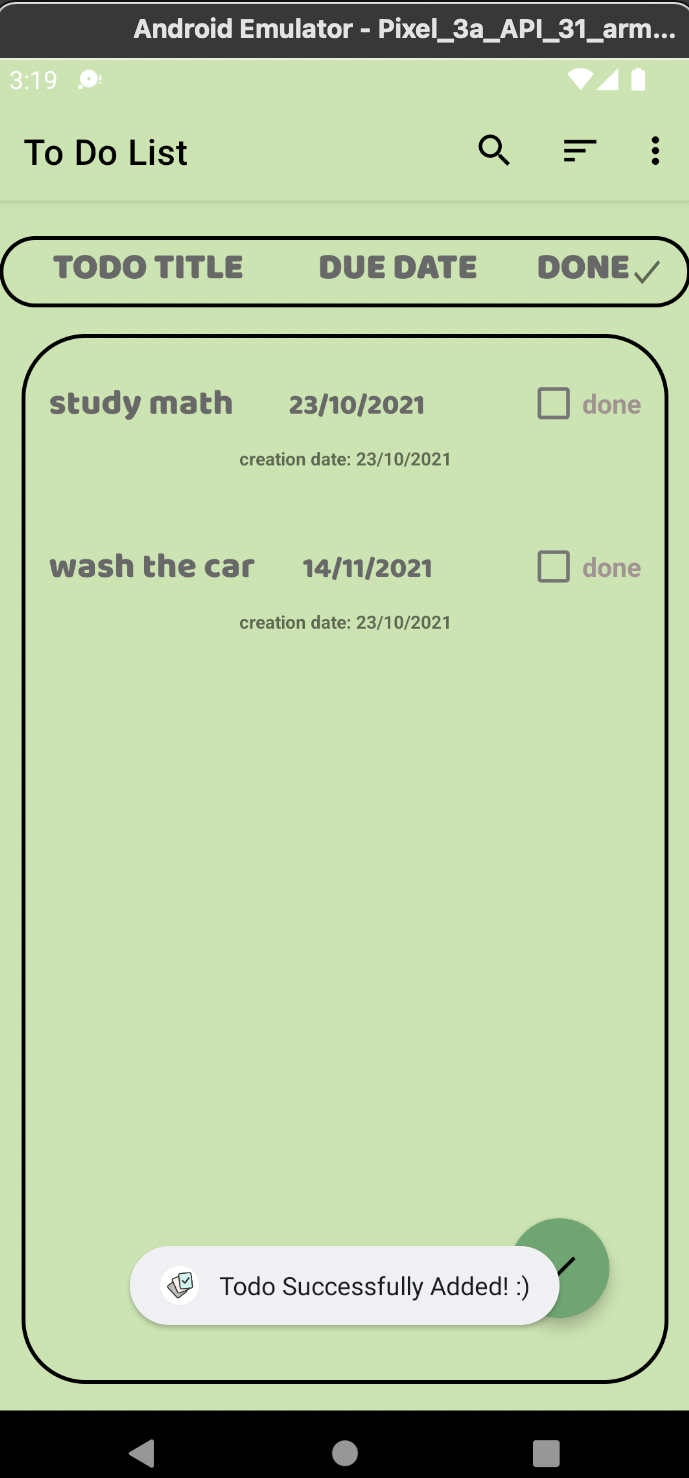 Android Emulator - Pixel_3a_API_31_arm...
3:19
To Do List
TODO TITLE DUE DATE DONE
study math 23/10/2021 done
creation date: 23/10/2021
wash the car 14/11/2021 done
creation date: 23/10/2021
Todo Successfully Added! :)